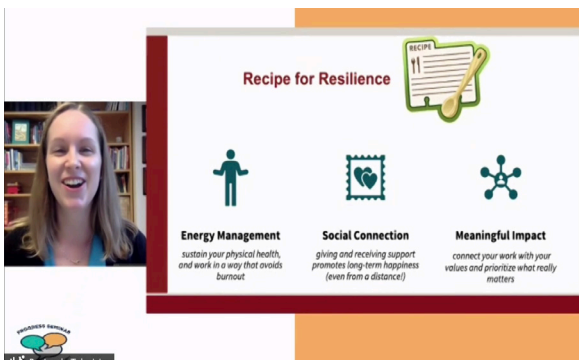 RECIPE
Recipe for Resilience
Energy Management
sustain your physical health,
and work in a way that avoids
burnout
Social Connection
giving and receiving support
promotes long-term happiness
(even from a distance!)
Meaningful Impact
connect your work with your
values and prioritize what really
matters
PROGRESS SEMINAR